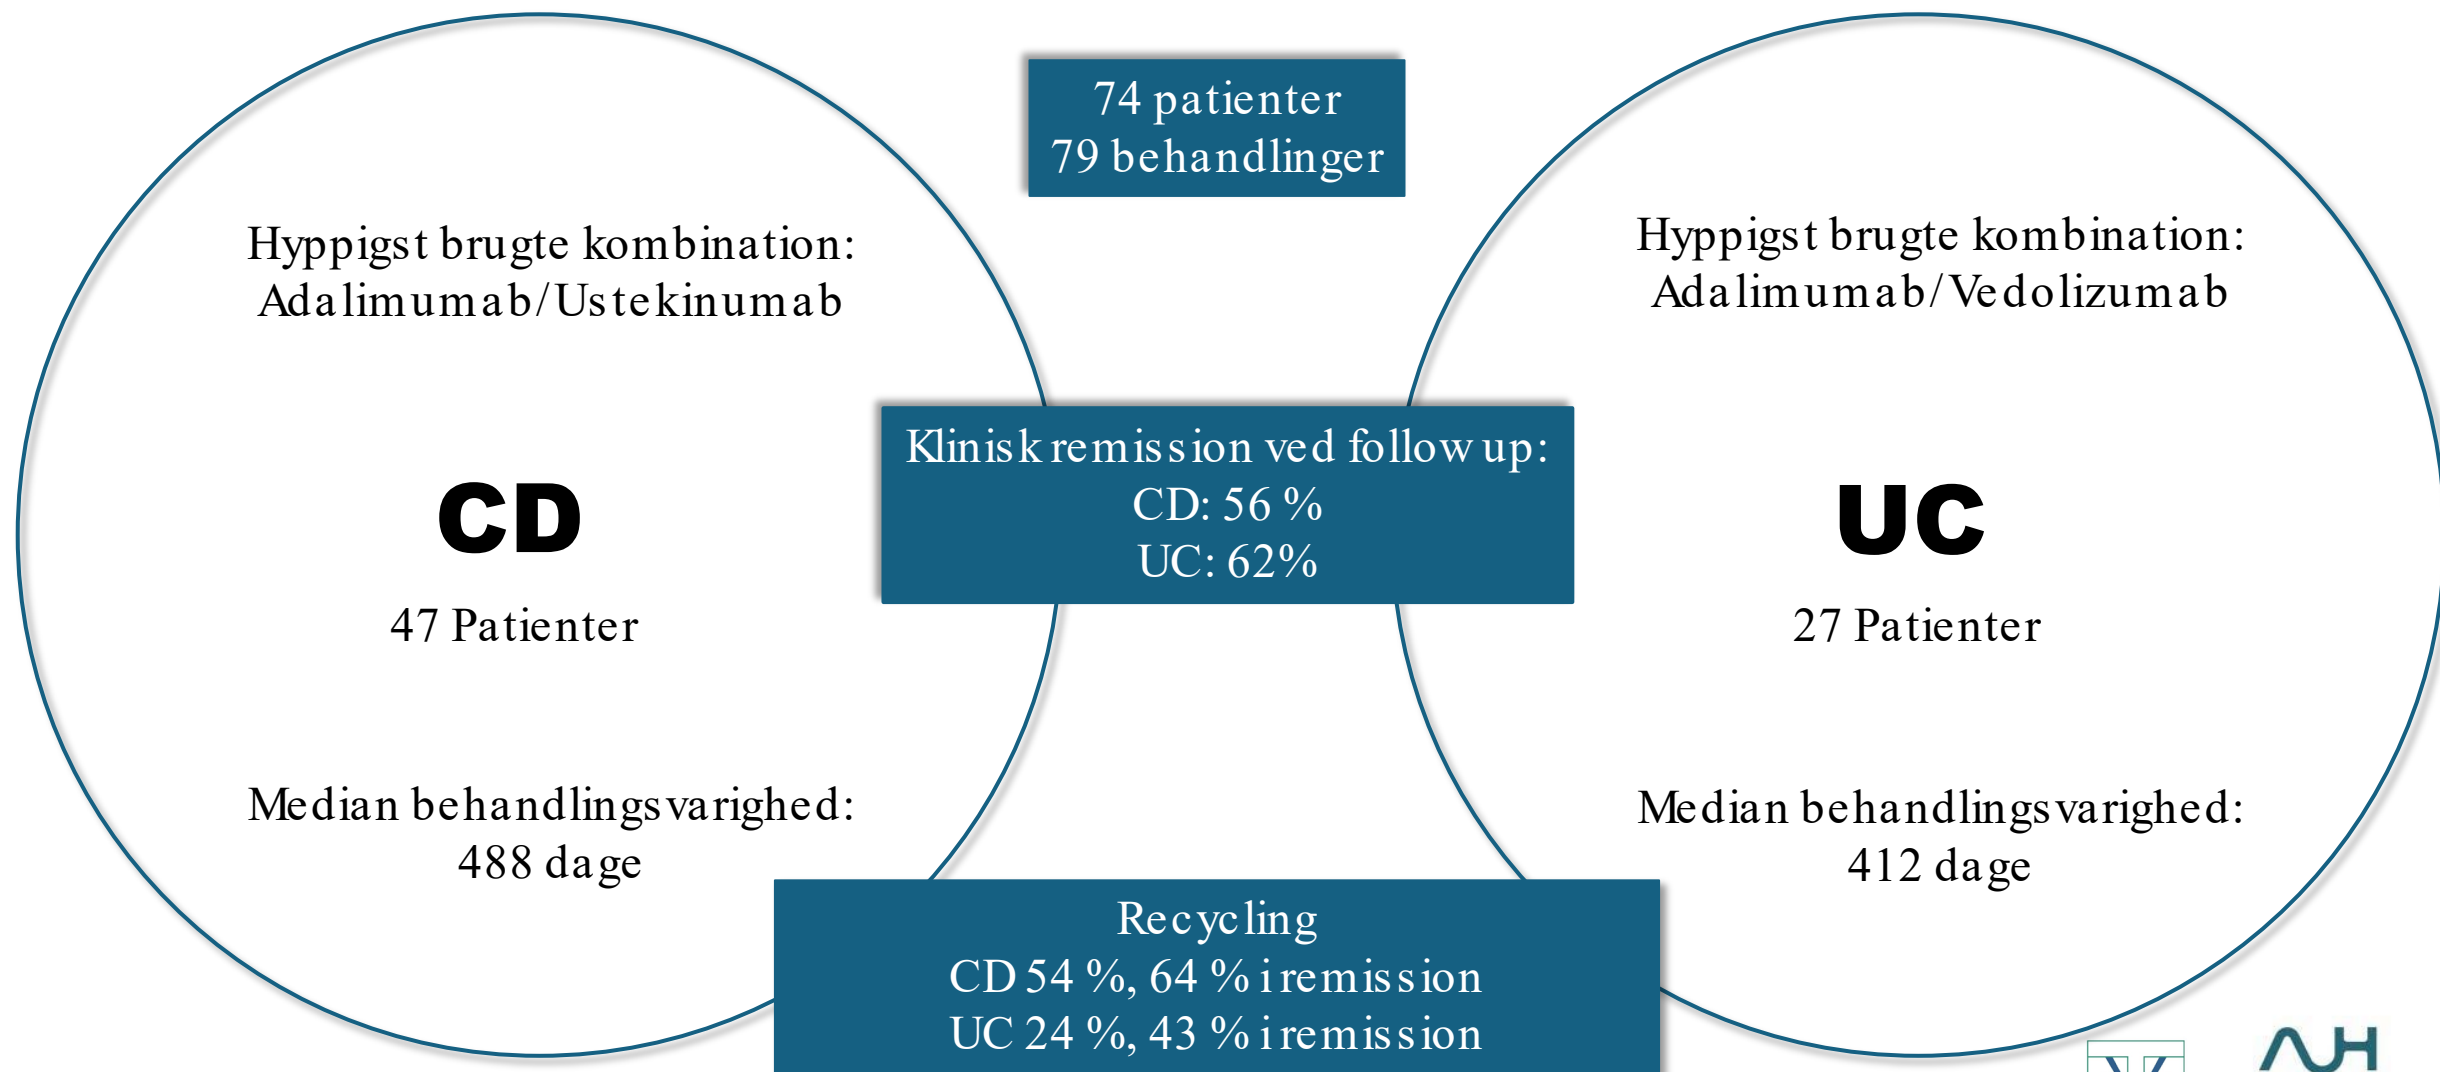 74 patienter
79 behandlinger
Hyppigst brugte kombination:
Adalimumab/Ustekinumab
CD
47 Patienter
Median behandlingsvarighed:
488 dage
Klinisk remission ved follow up:
CD: 56 %
UC: 62%
Hyppigst brugte kombination:
Adalimumab/Vedolizumab
UC
27 Patienter
Median behandlingsvarighed:
412 dage
Recycling
CD 54 %, 64 % i remission
UC 24 %, 43 % i remission